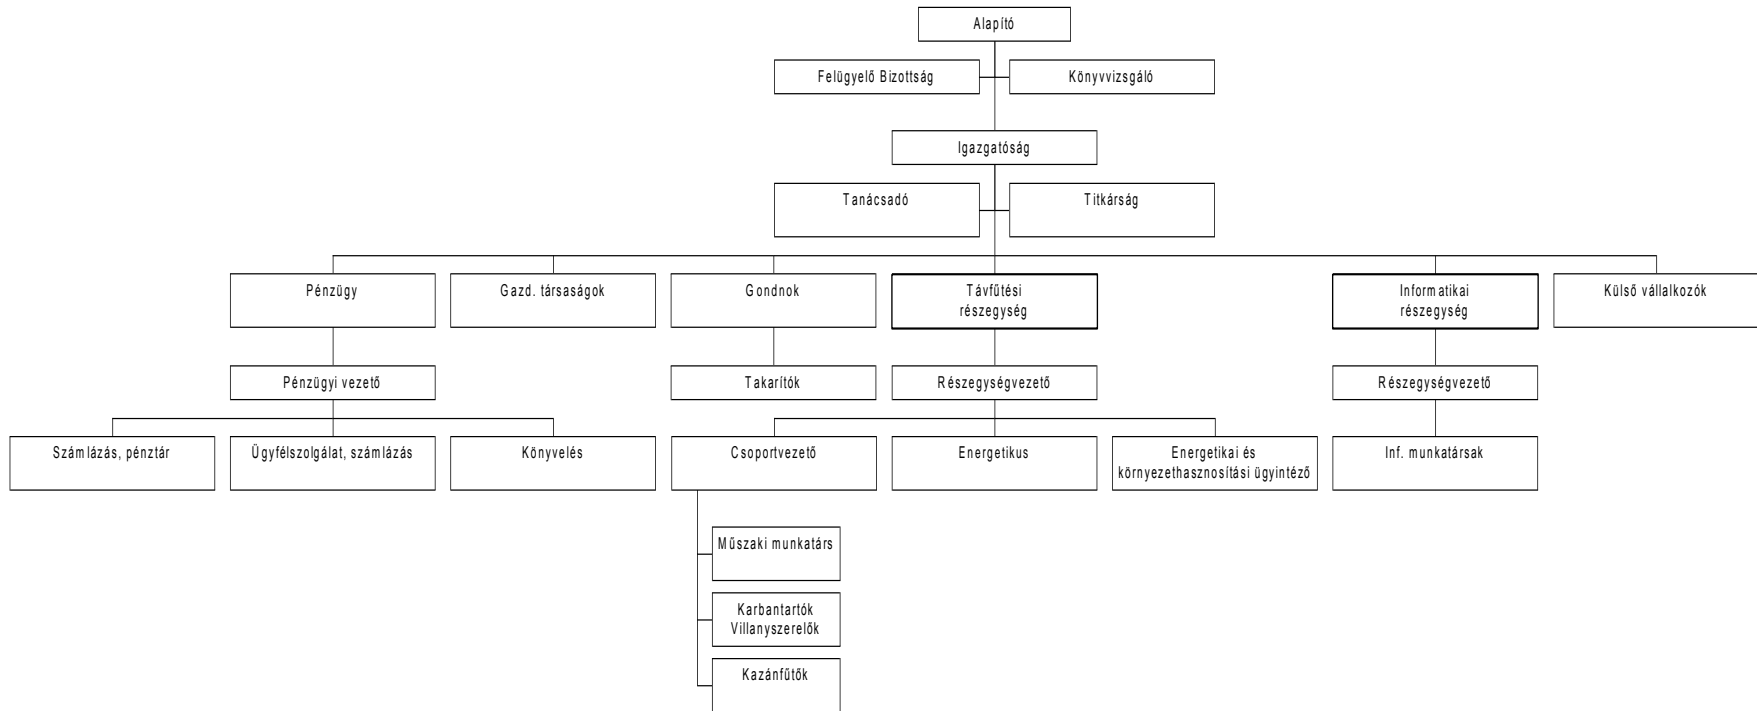 Alapító
Felügyelő Bizottság
Könyvvizsgáló
Igazgatóság
Tanácsadó
Titkárság
Pénzügy
Gazd. társaságok
Gondnok
Távfűtési
részegység
Informatikai
részegység
Külső vállalkozók
Pénzügyi vezető
Takarítók
Részegységvezető
Részegységvezető
Számlázás, pénztár
Ügyfélszolgálat, számlázás
Könyvelés
Csoportvezető
Energetikus
Energetikai és
környezethasznosítási ügyintéző
Inf. munkatársak
Műszaki munkatárs
Karbantartók
Villanyszerelők
Kazánfűtők